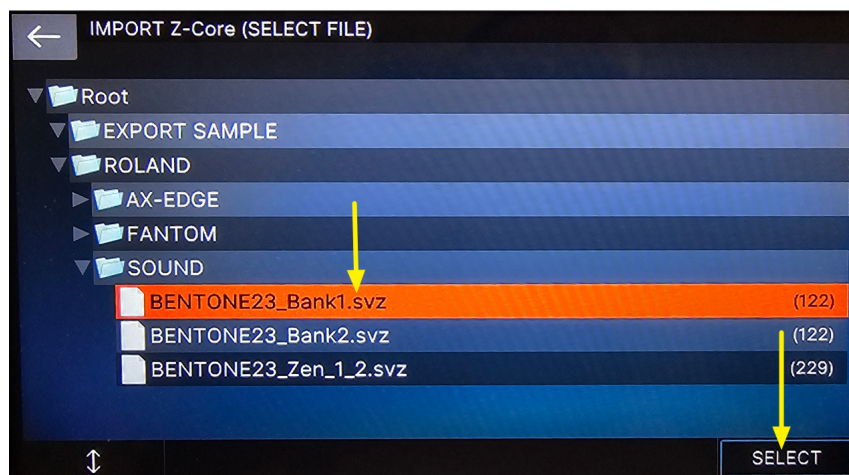 IMPORT Z-Core (SELECT FILE)
Root
EXPORT SAMPLE
ROLAND
AX-EDGE
FANTOM
SOUND
BENTONE23_Bank1.svz (122)
BENTONE23_Bank2.svz (122)
BENTONE23_Zen_1_2.svz (229)
SELECT